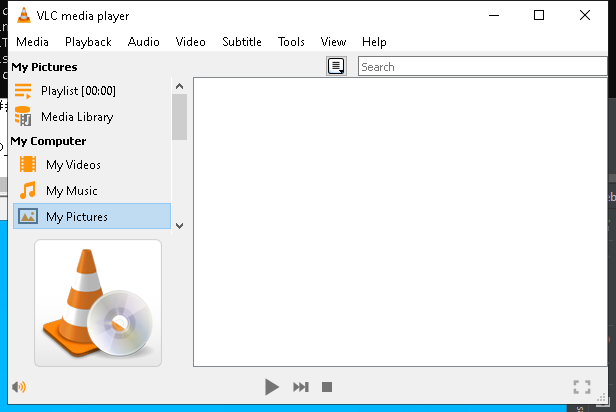 VLC media player
Media Playback Audio Video Subtitle Tools View Help
My Pictures
Search
Playlist [00:00]
Media Library
My Computer
My Videos
My Music
My Pictures